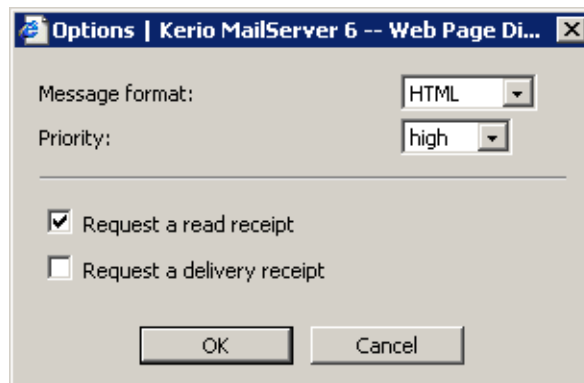 Options | Kerio MailServer 6 -- Web Page Di...
Message format: HTML
Priority: high
Request a read receipt
Request a delivery receipt
OK Cancel